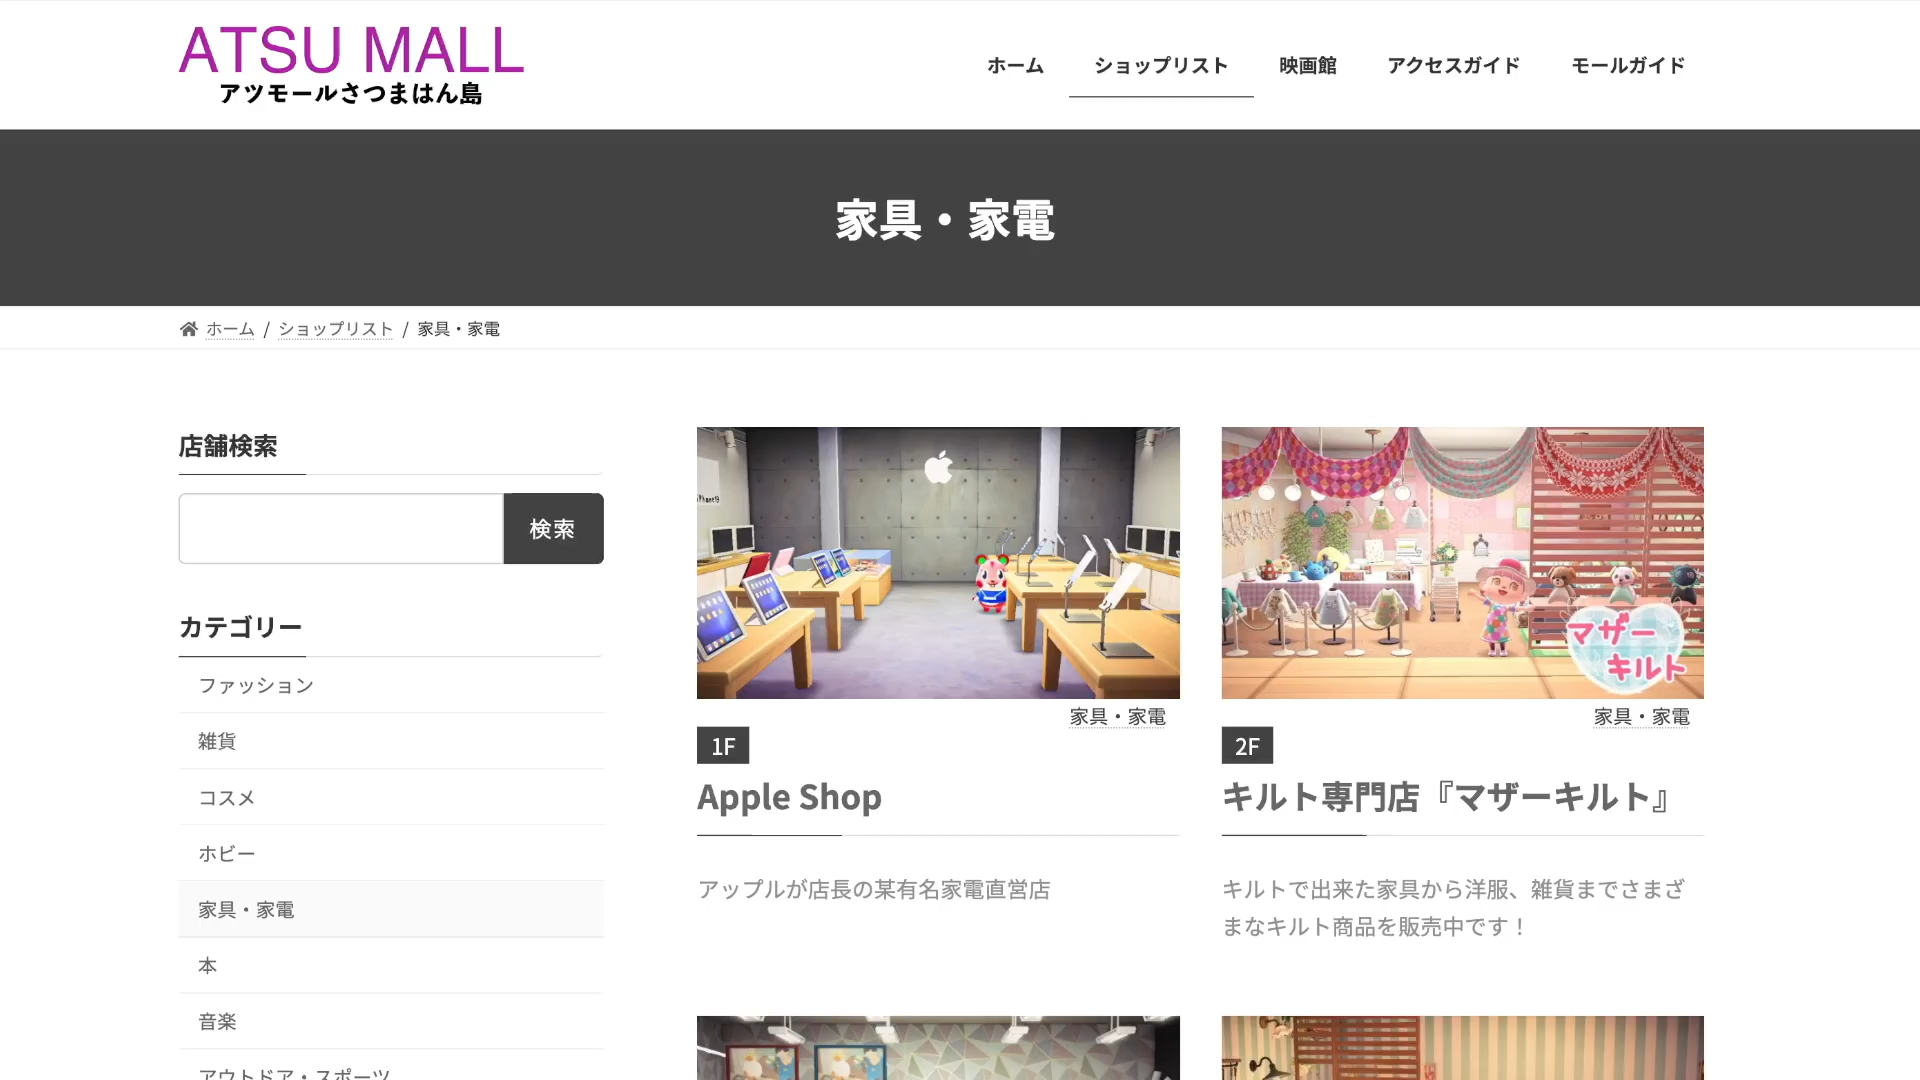 ATSU MALL
アツモールさつまはん島
ホーム
ショップリスト
映画館
アクセスガイド
モールガイド
家具・家電
ホーム / ショップリスト / 家具・家電
店舗検索
検索
カテゴリー
ファッション
雑貨
コスメ
ホビー
家具・家電
本
音楽
アウトドア・スポーツ
家具・家電
1F
Apple Shop
アップルが店長の某有名家電直営店
マザー
キルト
家具・家電
2F
キルト専門店『マザーキルト』
キルトで出来た家具から洋服、雑貨までさまざ
まなキルト商品を販売中です！